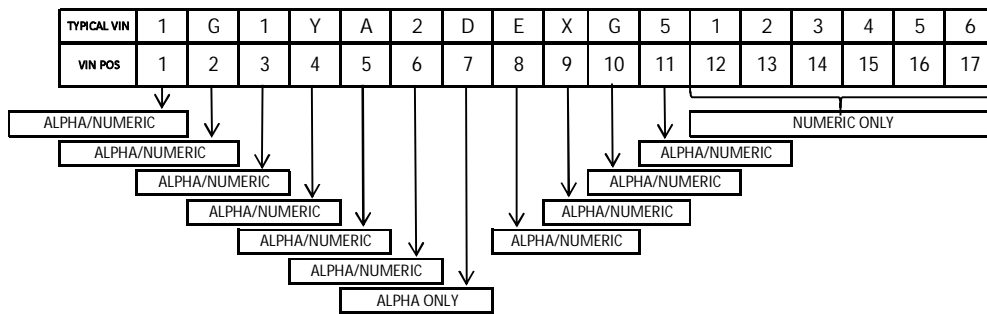 TYPICAL VIN 1 G 1 Y A 2 D E X G 5 1 2 3 4 5 6
VIN POS 1 2 3 4 5 6 7 8 9 10 11 12 13 14 15 16 17
ALPHA/NUMERIC NUMERIC ONLY
ALPHA/NUMERIC ALPHA/NUMERIC
ALPHA/NUMERIC ALPHA/NUMERIC
ALPHA/NUMERIC ALPHA/NUMERIC
ALPHA/NUMERIC ALPHA/NUMERIC
ALPHA/NUMERIC
ALPHA ONLY